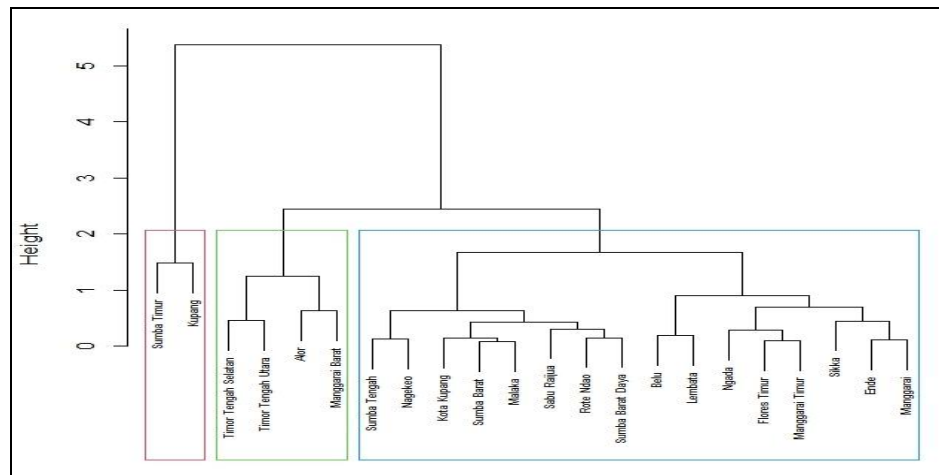 Height
5
4
3
2
1
0
Sumba Timur
Kupang
Timor Tengah Selatan
Timor Tengah Utara
Alor
Manggarai Barat
Sumba Tengah
Nagekeo
Kota Kupang
Sumba Barat
Malaka
Sabu Raijua
Rote Ndao
Sumba Barat Daya
Belu
Lembata
Ngada
Flores Timur
Manggarai Timur
Sikka
Ende
Manggarai